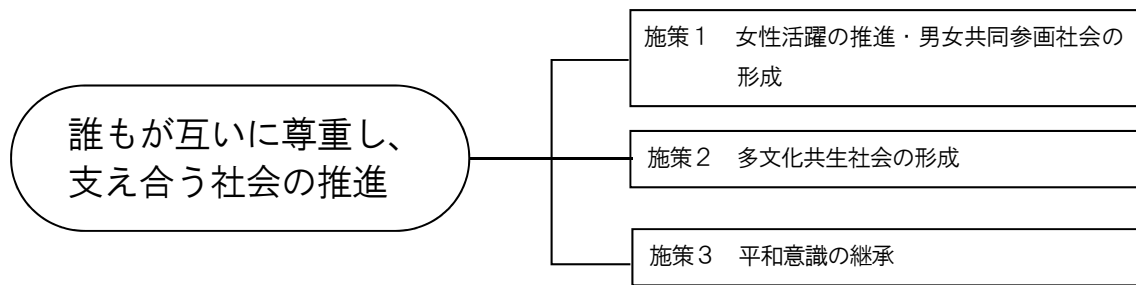 誰もが互いに尊重し、
支え合う社会の推進
施策１　女性活躍の推進・男女共同参画社会の
形成
施策２　多文化共生社会の形成
施策３　平和意識の継承